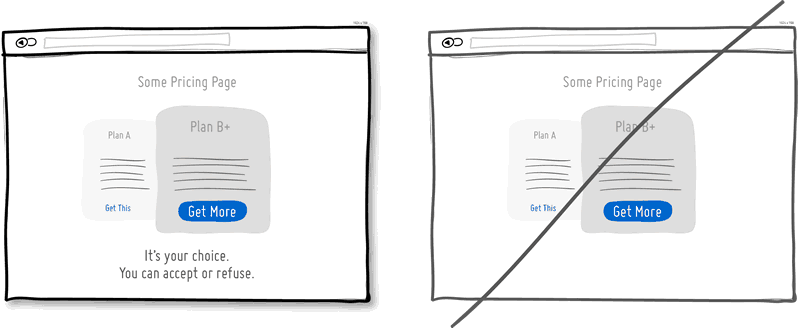 Some Pricing Page
Plan A
Plan B+
Get This
Get More
It's your choice.
You can accept or refuse.
Some Pricing Page
Plan A
Plan B+
Get This
Get More